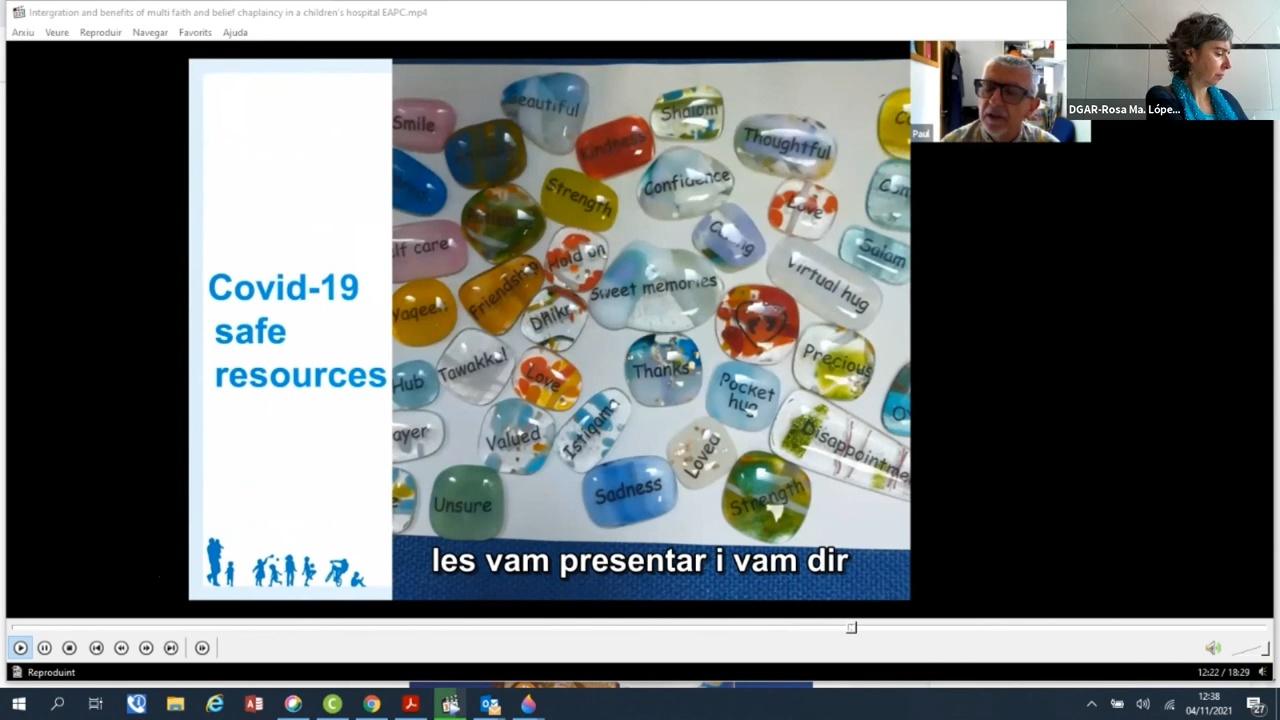 Intergration and benefits of multi faith and belief chaplaincy in a children's hospital EAPC.mp4
Arxiu Veure Reproduir Navegar Favorits Ajuda
DGAR-Rosa Ma. Lópe...
Paul
Covid-19
safe
resources
Smile
Beautiful
Kindness
Shalom
Thoughtful
Strength
Confidence
Love
lf care
Hold on
Caring
Salam
Virtual hug
Yaqeen
Friendship
Dhikr
Sweet memories
Precious
Hub
Tawakkul
Love
Thanks
Pocket
hug
ayer
Valued
Istiqama
Loved
Disappointme
Unsure
Sadness
Strength
les vam presentar i vam dir
Reproduint
12:22 / 18:29
12:38
04/11/2021
27